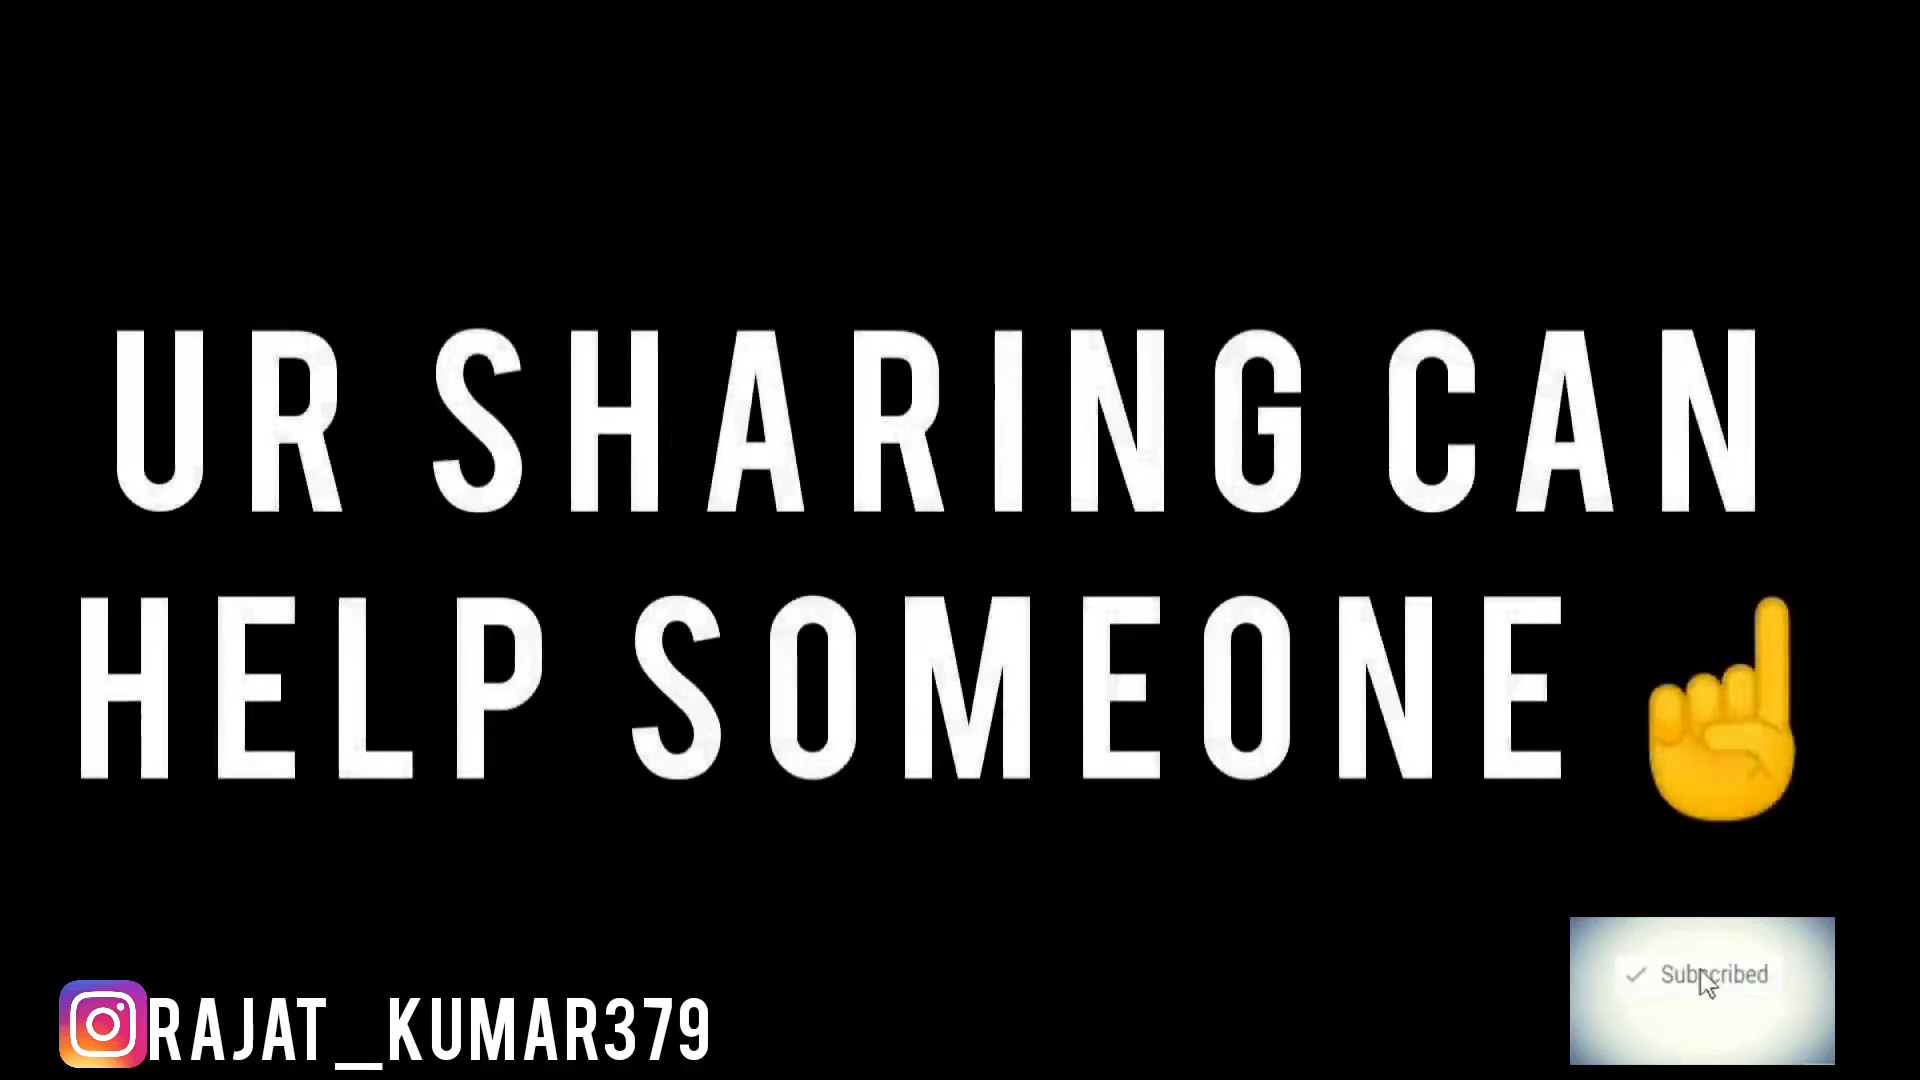 UR SHARING CAN
HELP SOMEONE ☝
RAJAT_KUMAR379
✓ Subscribed